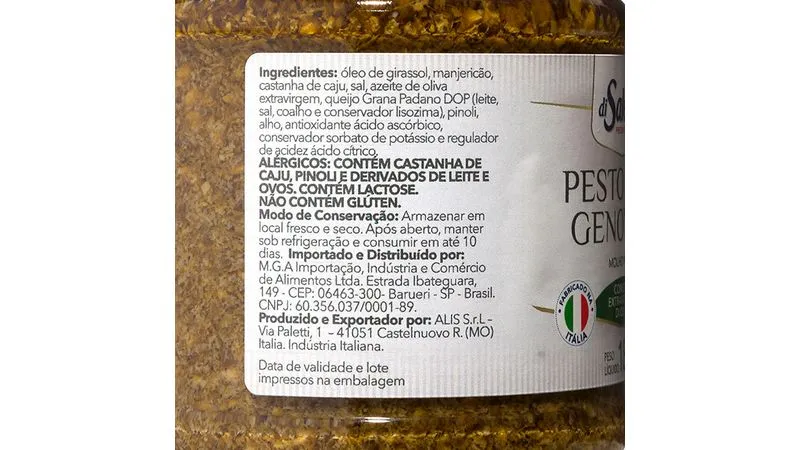 Ingredientes: óleo de girassol, manjericão,
castanha de caju, sal, azeite de oliva
extravirgem, queijo Grana Padano DOP (leite,
sal, coalho e conservador lisozima), pinoli,
alho, antioxidante ácido ascórbico,
conservador sorbato de potássio e regulador
de acidez ácido cítrico.
ALÉRGICOS: CONTÉM CASTANHA DE
CAJU, PINOLI E DERIVADOS DE LEITE E
OVOS. CONTÉM LACTOSE.
NÃO CONTÉM GLÚTEN.
Modo de Conservação: Armazenar em
local fresco e seco. Após aberto, manter
sob refrigeração e consumir em até 10
dias. Importado e Distribuído por:
M.G.A Importação, Indústria e Comércio
de Alimentos Ltda. Estrada Ibateguara,
149 - CEP: 06463-300- Barueri - SP - Brasil.
CNPJ: 60.356.037/0001-89.
Produzido e Exportador por: ALIS S.r.L –
Via Paletti, 1 – 41051 Castelnuovo R. (MO)
Italia. Indústria Italiana.
Data de validade e lote
impressos na embalagem
di Sal
PESTO
GENO
MOLHO
FABRICADO NA
ITÁLIA
PESO
LÍQUIDO